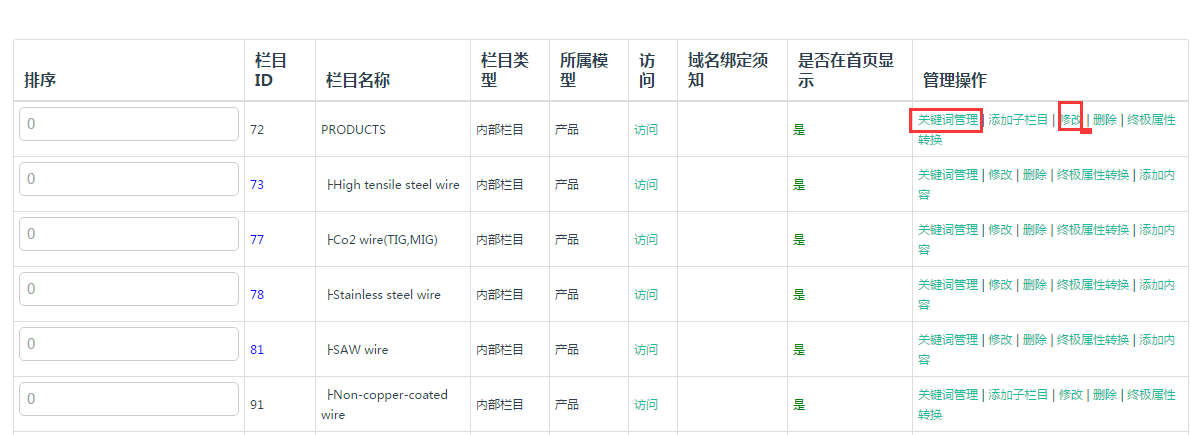 排序 栏目ID 栏目名称 栏目类型 所属模型 访问 域名绑定须知 是否在首页显示 管理操作
0 72 PRODUCTS 内部栏目 产品 访问 是 关键词管理 | 添加子栏目 | 修改 | 删除 | 终极属性
转换
0 73 ├High tensile steel wire 内部栏目 产品 访问 是 关键词管理 | 修改 | 删除 | 终极属性转换 | 添加内
容
0 77 ├Co2 wire(TIG,MIG) 内部栏目 产品 访问 是 关键词管理 | 修改 | 删除 | 终极属性转换 | 添加内
容
0 78 ├Stainless steel wire 内部栏目 产品 访问 是 关键词管理 | 修改 | 删除 | 终极属性转换 | 添加内
容
0 81 ├SAW wire 内部栏目 产品 访问 是 关键词管理 | 修改 | 删除 | 终极属性转换 | 添加内
容
0 91 ├Non-copper-coated wire 内部栏目 产品 访问 是 关键词管理 | 添加子栏目 | 修改 | 删除 | 终极属性
转换